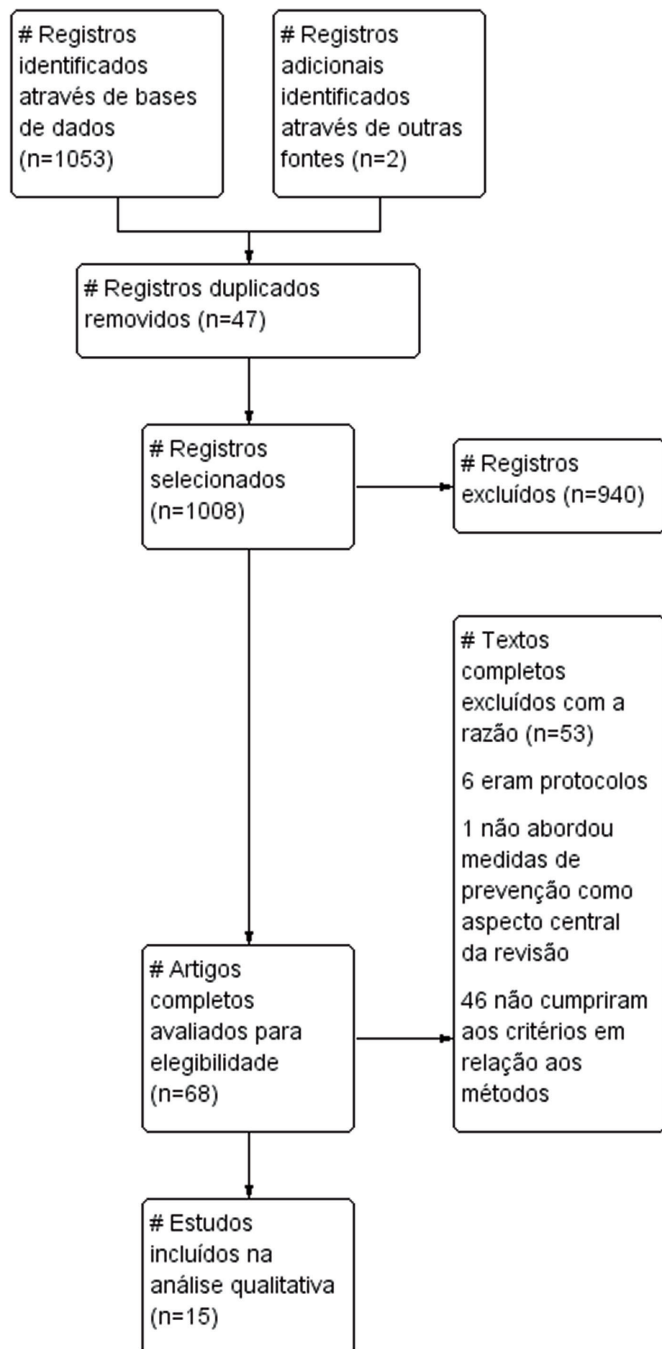 # Registros
identificados
através de bases
de dados
(n=1053)
# Registros
adicionais
identificados
através de outras
fontes (n=2)
# Registros duplicados
removidos (n=47)
# Registros
selecionados
(n=1008)
# Registros
excluídos (n=940)
# Textos
completos
excluídos com a
razão (n=53)
6 eram protocolos
1 não abordou
medidas de
prevenção como
aspecto central
da revisão
46 não cumpriram
aos critérios em
relação aos
métodos
# Artigos
completos
avaliados para
elegibilidade
(n=68)
# Estudos
incluídos na
análise qualitativa
(n=15)